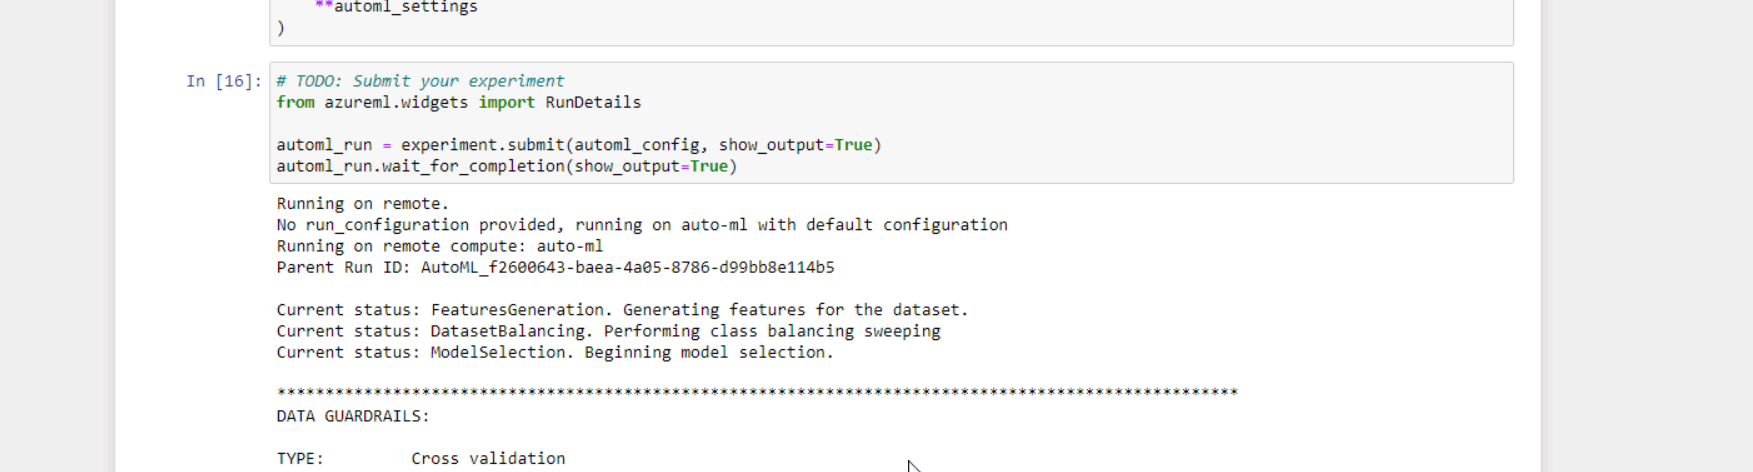 **automl_settings
)
In [16]:
# TODO: Submit your experiment
from azureml.widgets import RunDetails
automl_run = experiment.submit(automl_config, show_output=True)
automl_run.wait_for_completion(show_output=True)
Running on remote.
No run_configuration provided, running on auto-ml with default configuration
Running on remote compute: auto-ml
Parent Run ID: AutoML_f2600643-baea-4a05-8786-d99bb8e114b5
Current status: FeaturesGeneration. Generating features for the dataset.
Current status: DatasetBalancing. Performing class balancing sweeping
Current status: ModelSelection. Beginning model selection.
****************************************************************************************************
DATA GUARDRAILS:
TYPE:         Cross validation